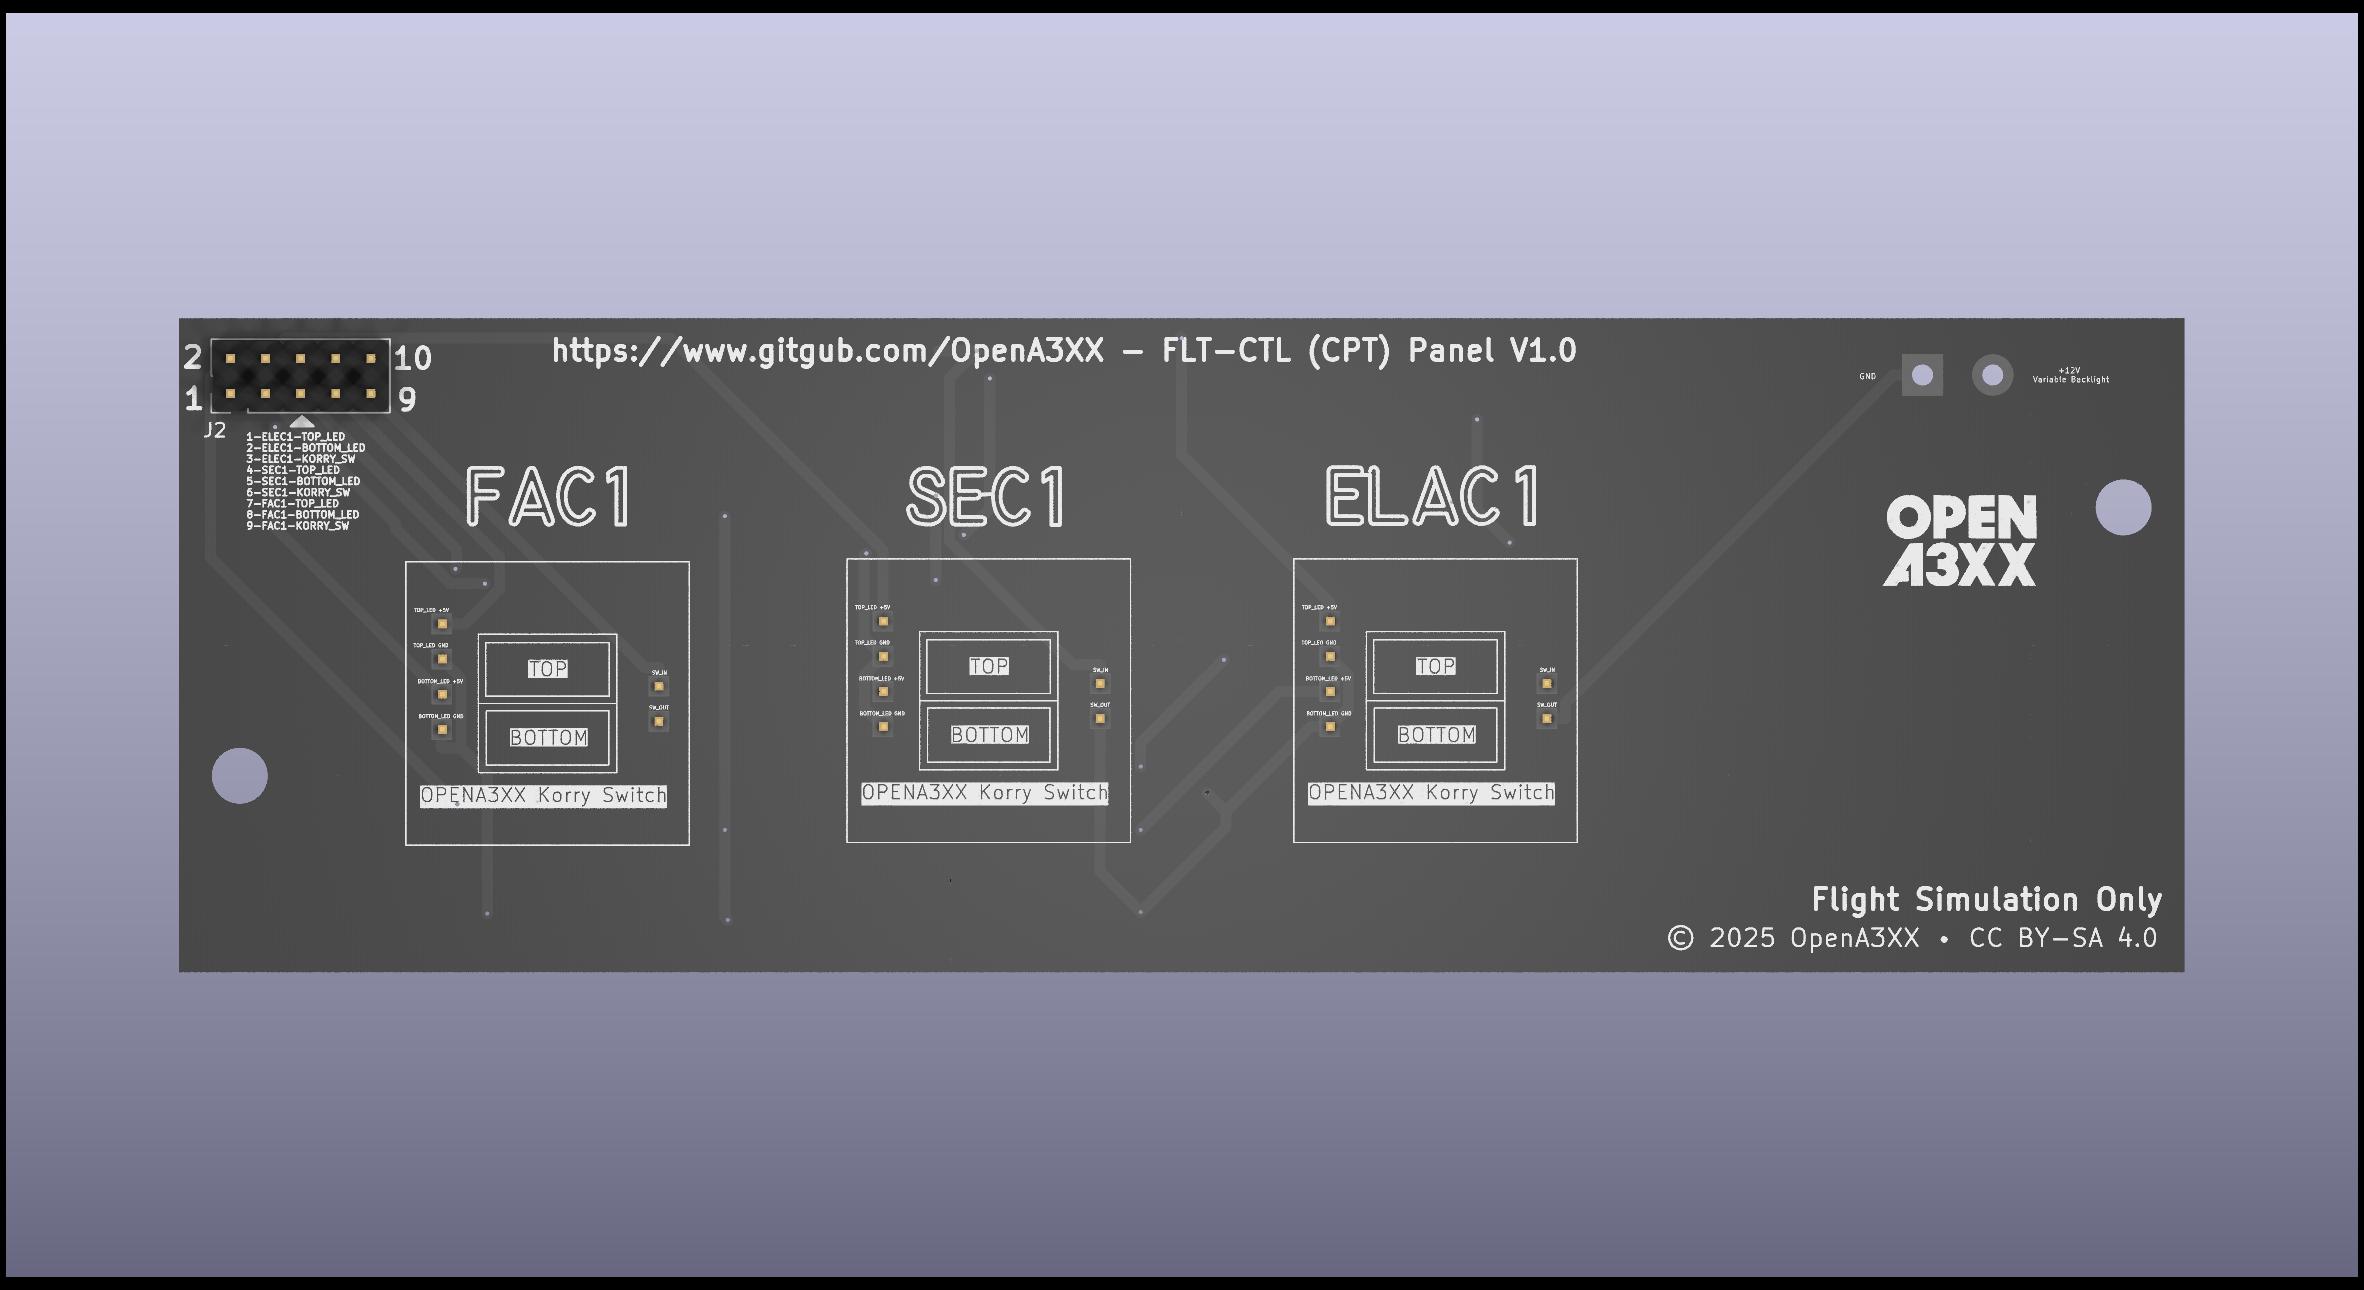 https://www.gitgub.com/OpenA3XX – FLT-CTL (CPT) Panel V1.0
2 10
1 9
J2
1-ELEC1-TOP_LED
2-ELEC1-BOTTOM_LED
3-ELEC1-KORRY_SW
4-SEC1-TOP_LED
5-SEC1-BOTTOM_LED
6-SEC1-KORRY_SW
7-FAC1-TOP_LED
8-FAC1-BOTTOM_LED
9-FAC1-KORRY_SW
GND
+12V
Variable Backlight
OPEN
A3XX
FAC1
TOP_LED +5V
TOP_LED GND
BOTTOM_LED +5V
BOTTOM_LED GND
TOP
BOTTOM
SW_IN
SW_OUT
OPENA3XX Korry Switch
SEC1
TOP_LED +5V
TOP_LED GND
BOTTOM_LED +5V
BOTTOM_LED GND
TOP
BOTTOM
SW_IN
SW_OUT
OPENA3XX Korry Switch
ELAC1
TOP_LED +5V
TOP_LED GND
BOTTOM_LED +5V
BOTTOM_LED GND
TOP
BOTTOM
SW_IN
SW_OUT
OPENA3XX Korry Switch
Flight Simulation Only
© 2025 OpenA3XX • CC BY-SA 4.0